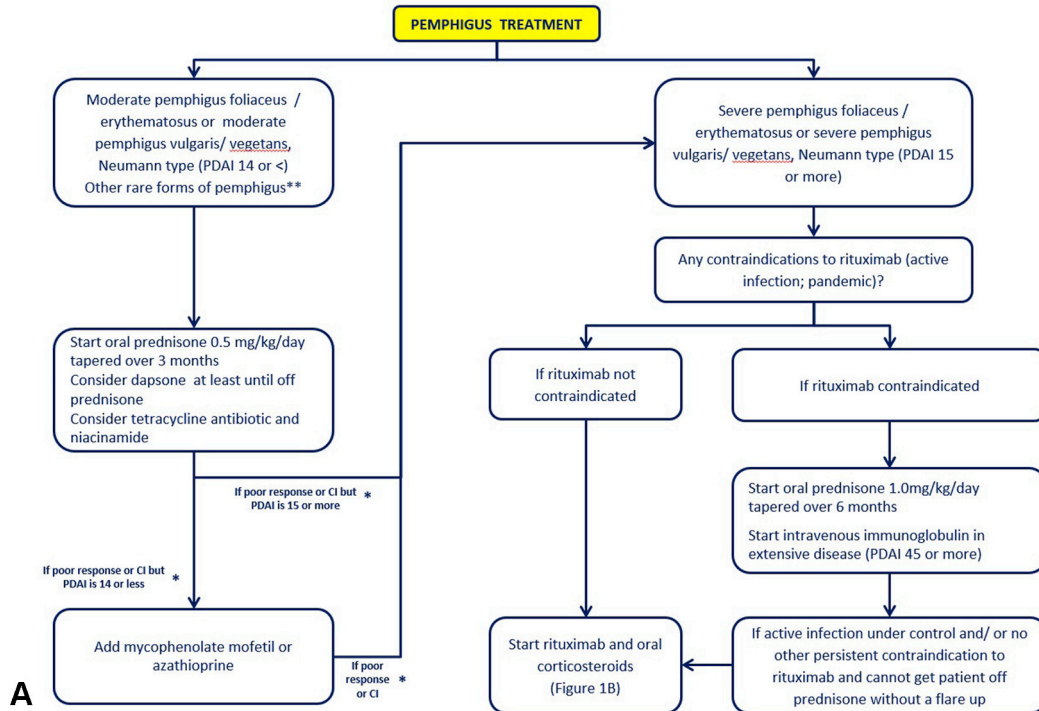 PEMPHIGUS TREATMENT
Moderate pemphigus foliaceus /
erythematosus or moderate
pemphigus vulgaris/ vegetans,
Neumann type (PDAI 14 or <)
Other rare forms of pemphigus**
Severe pemphigus foliaceus /
erythematosus or severe pemphigus
vulgaris/ vegetans, Neumann type (PDAI 15
or more)
Any contraindications to rituximab (active
infection; pandemic)?
Start oral prednisone 0.5 mg/kg/day
tapered over 3 months
Consider dapsone at least until off
prednisone
Consider tetracycline antibiotic and
niacinamide
If rituximab not
contraindicated
If rituximab contraindicated
If poor response or CI but *
PDAI is 15 or more
Start oral prednisone 1.0mg/kg/day
tapered over 6 months
Start intravenous immunoglobulin in
extensive disease (PDAI 45 or more)
If poor response or CI but *
PDAI is 14 or less
Add mycophenolate mofetil or
azathioprine
If poor
response *
or CI
Start rituximab and oral
corticosteroids
(Figure 1B)
If active infection under control and/ or no
other persistent contraindication to
rituximab and cannot get patient off
prednisone without a flare up
A